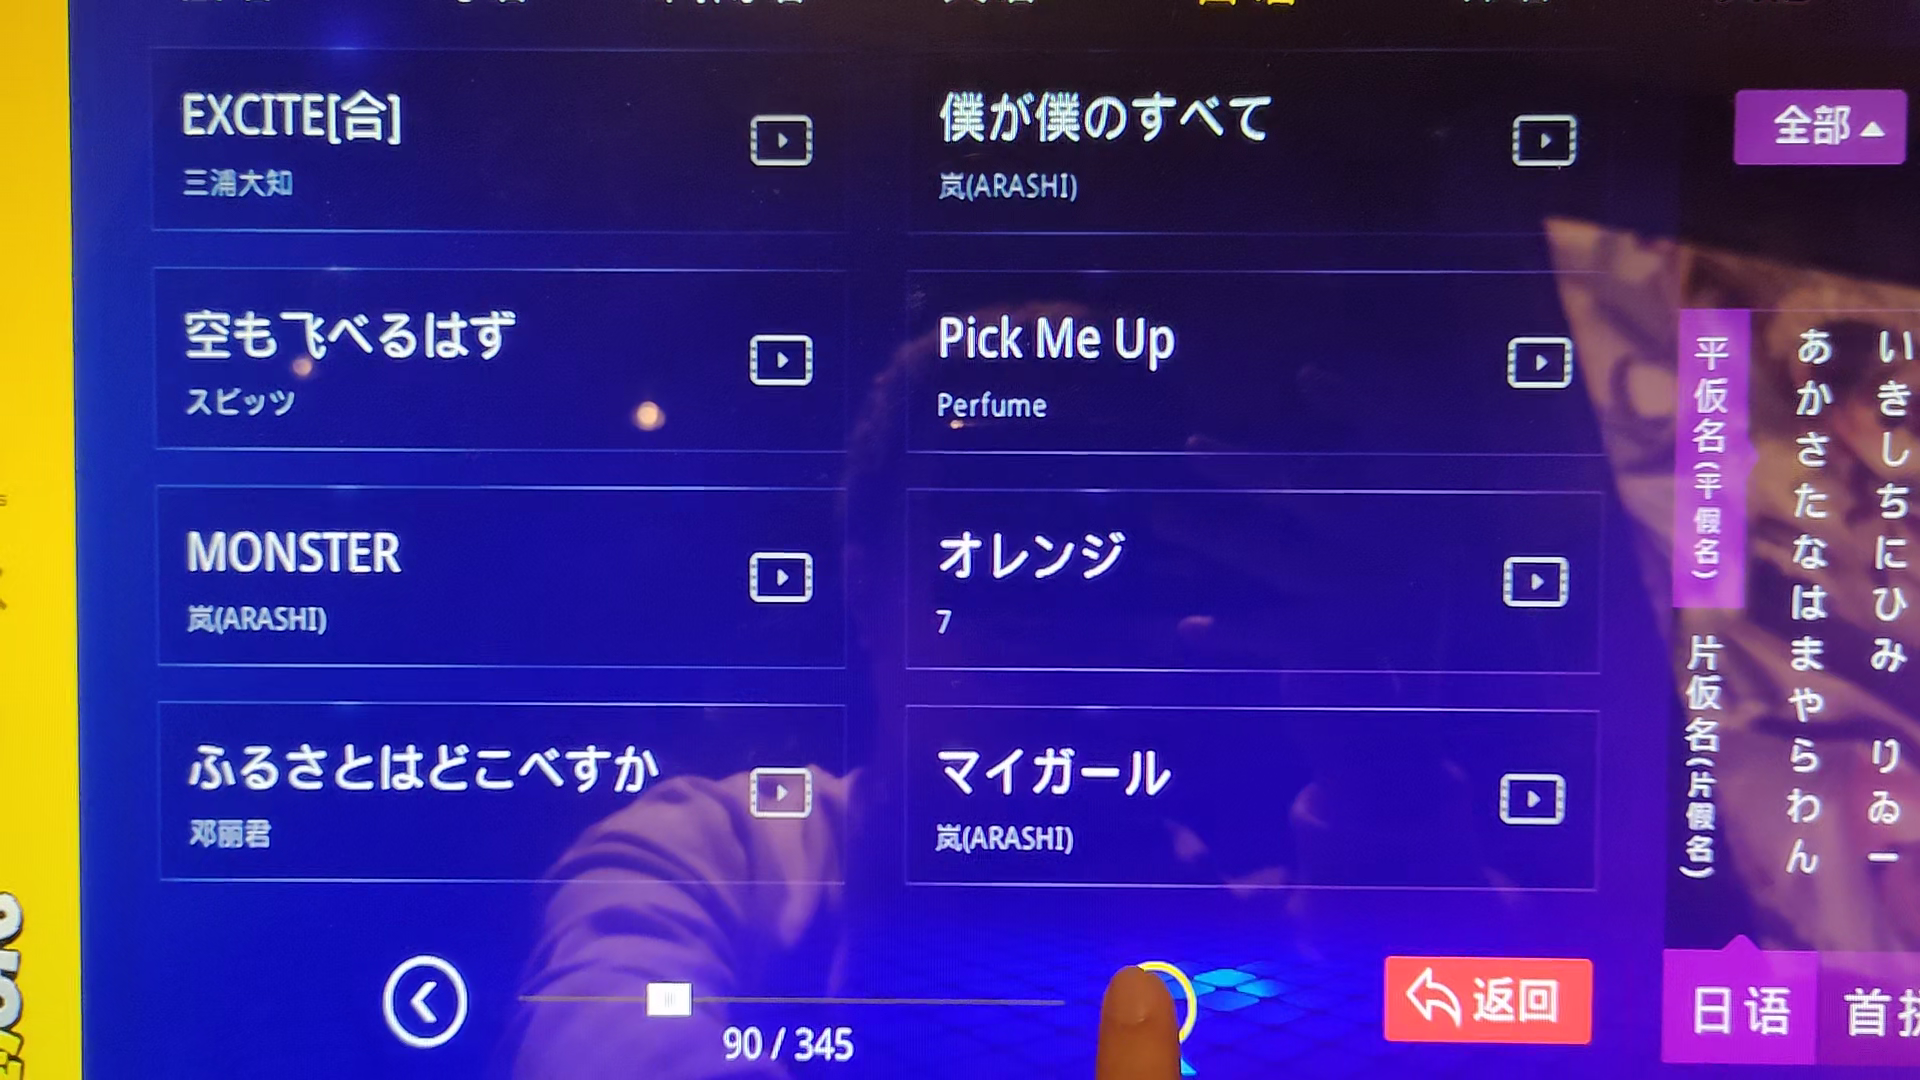 EXCITE[合]
三浦大知
僕が僕のすべて
岚(ARASHI)
全部
空も飞べるはず
スピッツ
Pick Me Up
Perfume
MONSTER
岚(ARASHI)
オレンジ
7
ふるさとはどこべすか
邓丽君
マイガール
岚(ARASHI)
平仮名(平假名)
片仮名(片假名)
あかさたなはまやらわん
いきしちにひみ りゐー
90 / 345
返回
日语
首